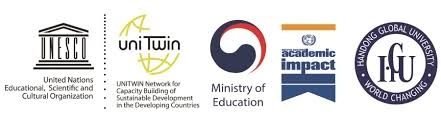 UNESCO
United Nations
Educational, Scientific and
Cultural Organization
uniTwin
UNITWIN Network for
Capacity Building of
Sustainable Development
in the Developing Countries
Ministry of
Education
academic
impact
HANDONG GLOBAL UNIVERSITY
HGU
WORLD CHANGING